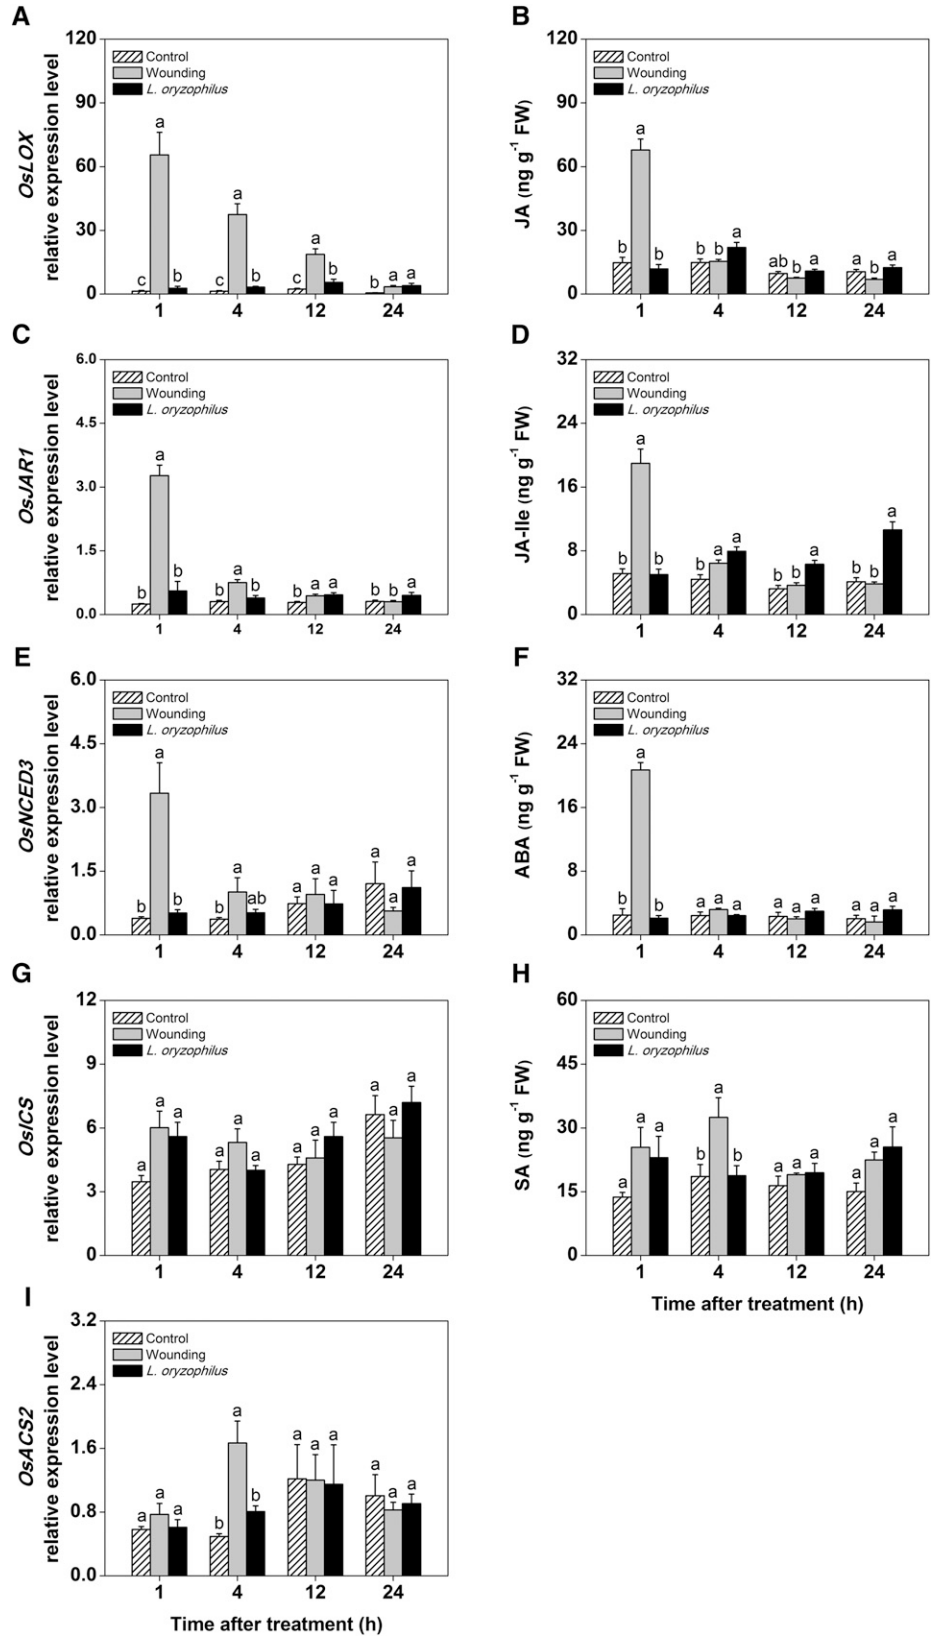 A
OsLOX
relative expression level
120
90
60
30
0
Control
Wounding
L. oryzophilus
c a b
c a b
c a b
b a a
1 4 12 24
B
JA (ng g⁻¹ FW)
120
90
60
30
0
Control
Wounding
L. oryzophilus
b a b
b b a
ab b a
a b a
1 4 12 24
C
OsJAR1
relative expression level
6.0
4.5
3.0
1.5
0.0
Control
Wounding
L. oryzophilus
b a b
b a b
b a a
b b a
1 4 12 24
D
JA-Ile (ng g⁻¹ FW)
32
24
16
8
0
Control
Wounding
L. oryzophilus
b a b
b a a
b b a
b b a
1 4 12 24
E
OsNCED3
relative expression level
6.0
4.5
3.0
1.5
0.0
Control
Wounding
L. oryzophilus
b a b
b a ab
a a a
a a a
1 4 12 24
F
ABA (ng g⁻¹ FW)
32
24
16
8
0
Control
Wounding
L. oryzophilus
b a b
a a a
a a a
a a a
1 4 12 24
G
OsICS
relative expression level
12
9
6
3
0
Control
Wounding
L. oryzophilus
a a a
a a a
a a a
a a a
1 4 12 24
H
SA (ng g⁻¹ FW)
60
45
30
15
0
Control
Wounding
L. oryzophilus
a a a
b a b
a a a
a a a
1 4 12 24
Time after treatment (h)
I
OsACS2
relative expression level
3.2
2.4
1.6
0.8
0.0
Control
Wounding
L. oryzophilus
a a a
b a b
a a a
a a a
1 4 12 24
Time after treatment (h)